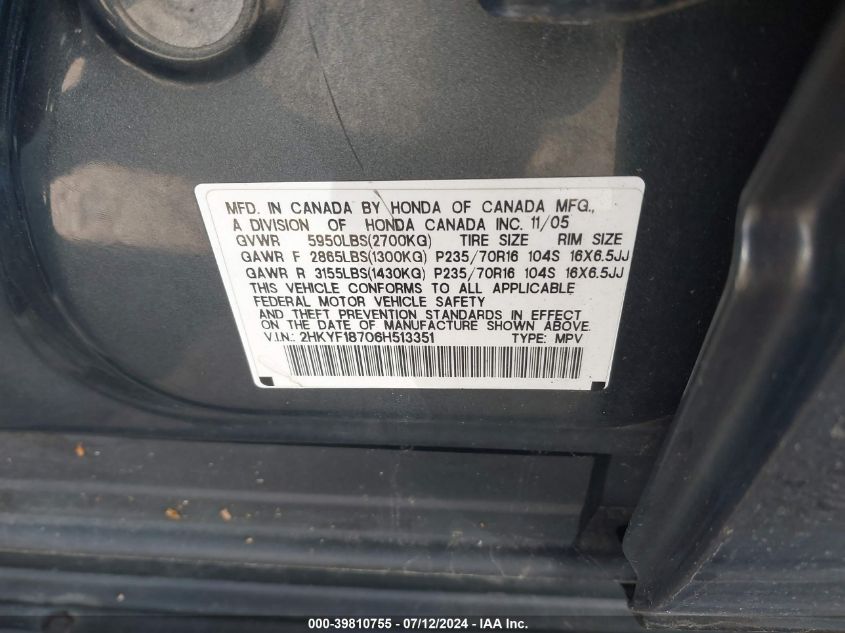 MFD. IN CANADA BY HONDA OF CANADA MFG.,
A DIVISION OF HONDA CANADA INC. 11/05
GVWR 5950LBS(2700KG) TIRE SIZE RIM SIZE
GAWR F 2865LBS(1300KG) P235/70R16 104S 16X6.5JJ
GAWR R 3155LBS(1430KG) P235/70R16 104S 16X6.5JJ
THIS VEHICLE CONFORMS TO ALL APPLICABLE
FEDERAL MOTOR VEHICLE SAFETY
AND THEFT PREVENTION STANDARDS IN EFFECT
ON THE DATE OF MANUFACTURE SHOWN ABOVE.
V.I.N.: 2HKYF18706H513351 TYPE: MPV
000-39810755 - 07/12/2024 - IAA Inc.